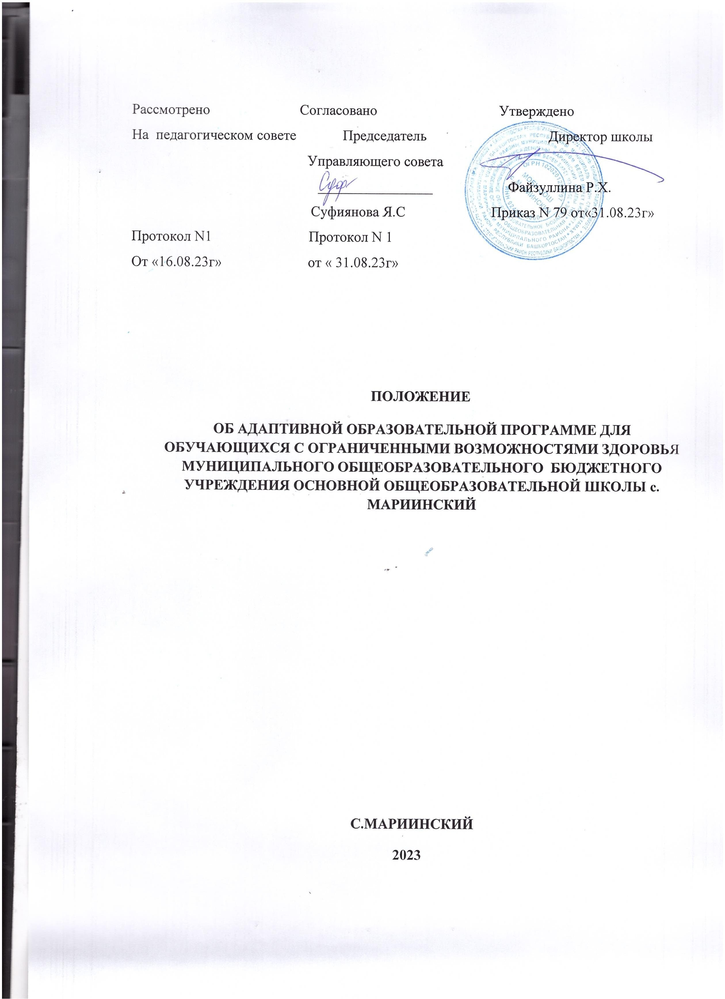 Рассмотрено Согласовано Утверждено
На педагогическом совете Председатель Директор школы
Управляющего совета
Файзуллина Р.Х.
Суфиянова Я.С Приказ N 79 от«31.08.23г»
Протокол N1 Протокол N 1
От «16.08.23г» от « 31.08.23г»
ПОЛОЖЕНИЕ
ОБ АДАПТИВНОЙ ОБРАЗОВАТЕЛЬНОЙ ПРОГРАММЕ ДЛЯ
ОБУЧАЮЩИХСЯ С ОГРАНИЧЕННЫМИ ВОЗМОЖНОСТЯМИ ЗДОРОВЬЯ
МУНИЦИПАЛЬНОГО ОБЩЕОБРАЗОВАТЕЛЬНОГО БЮДЖЕТНОГО
УЧРЕЖДЕНИЯ ОСНОВНОЙ ОБЩЕОБРАЗОВАТЕЛЬНОЙ ШКОЛЫ с.
МАРИИНСКИЙ
С.МАРИИНСКИЙ
2023